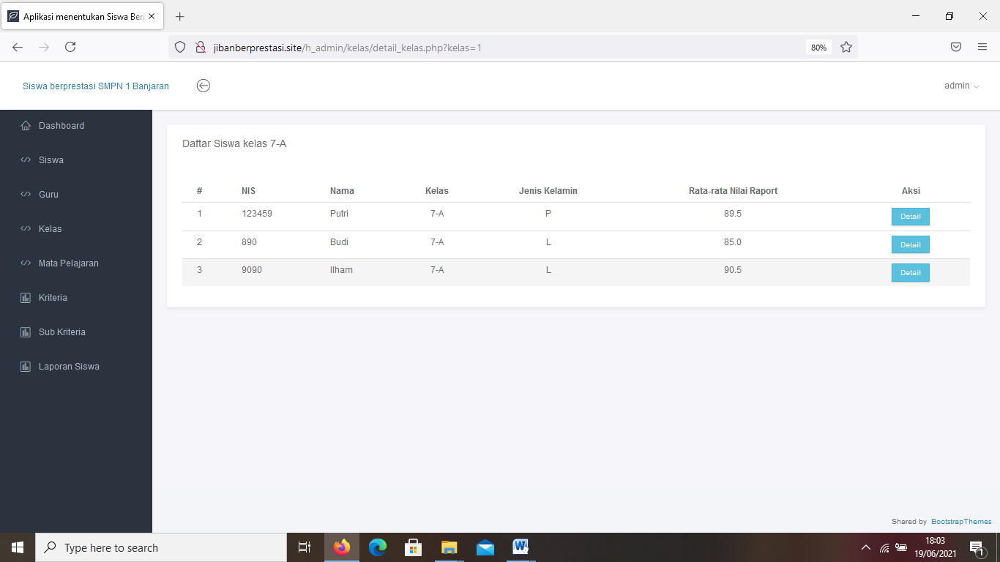 Aplikasi menentukan Siswa Berp
jibanberprestasi.site/h_admin/kelas/detail_kelas.php?kelas=1
80%
Siswa berprestasi SMPN 1 Banjaran
admin
Dashboard
Siswa
Guru
Kelas
Mata Pelajaran
Kriteria
Sub Kriteria
Laporan Siswa
Daftar Siswa kelas 7-A
# NIS Nama Kelas Jenis Kelamin Rata-rata Nilai Raport Aksi
1 123459 Putri 7-A P 89.5 Detail
2 890 Budi 7-A L 85.0 Detail
3 9090 Ilham 7-A L 90.5 Detail
Shared by BootstrapThemes
Type here to search
18:03
19/06/2021
1